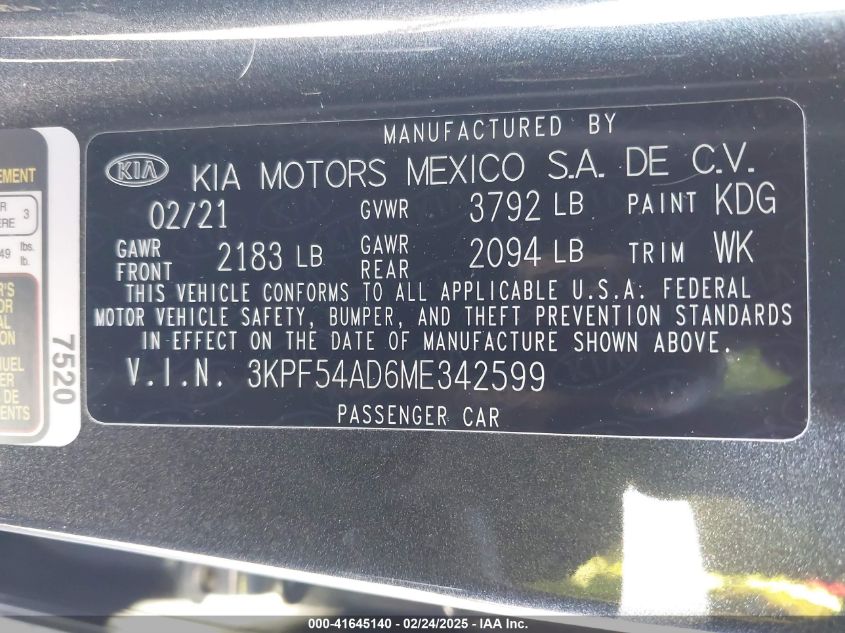 MANUFACTURED BY
KIA KIA MOTORS MEXICO S.A. DE C.V.
02/21 GVWR 3792 LB PAINT KDG
GAWR FRONT 2183 LB GAWR REAR 2094 LB TRIM WK
THIS VEHICLE CONFORMS TO ALL APPLICABLE U.S.A. FEDERAL
MOTOR VEHICLE SAFETY, BUMPER, AND THEFT PREVENTION STANDARDS
IN EFFECT ON THE DATE OF MANUFACTURE SHOWN ABOVE.
V.I.N. 3KPF54AD6ME342599
PASSENGER CAR
3
lbs.
lb.
7520
000-41645140 - 02/24/2025 - IAA Inc.